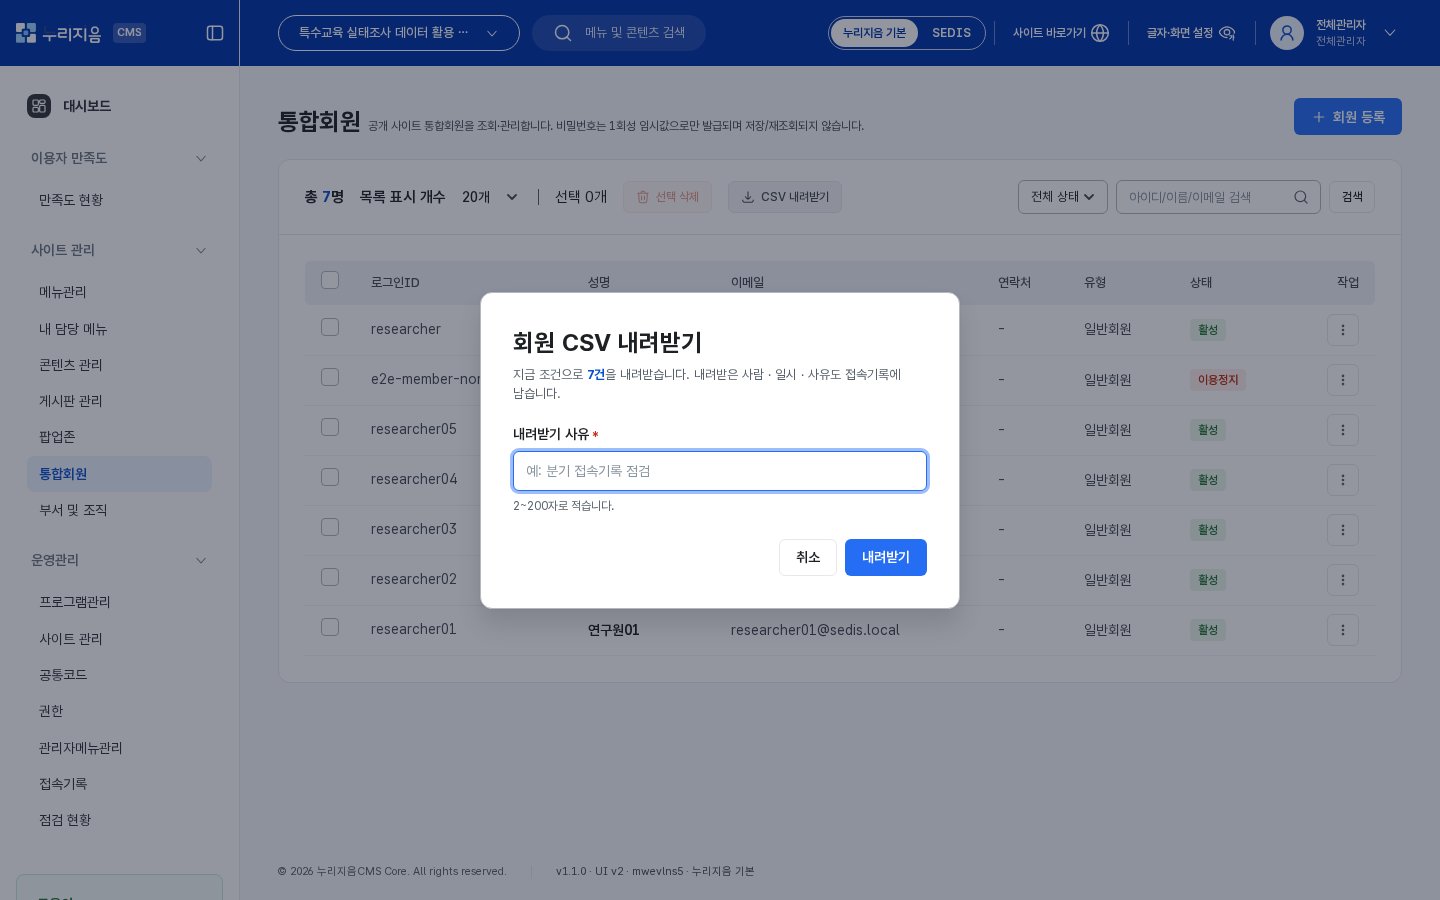 누리지음 CMS
특수교육 실태조사 데이터 활용 ···
메뉴 및 콘텐츠 검색
누리지음 기본
SEDIS
사이트 바로가기
글자·화면 설정
전체관리자
전체관리자
대시보드
이용자 만족도
만족도 현황
사이트 관리
메뉴관리
내 담당 메뉴
콘텐츠 관리
게시판 관리
팝업존
통합회원
부서 및 조직
운영관리
프로그램관리
사이트 관리
공통코드
권한
관리자메뉴관리
접속기록
점검 현황
통합회원 공개 사이트 통합회원을 조회·관리합니다. 비밀번호는 1회성 임시값으로만 발급되며 저장/재조회되지 않습니다.
회원 등록
총 7명 목록 표시 개수 20개 선택 0개 선택 삭제 CSV 내려받기 전체 상태 아이디/이름/이메일 검색 검색
로그인ID 성명 이메일 연락처 유형 상태 작업
researcher - 일반회원 활성
e2e-member-nor - 일반회원 이용정지
researcher05 - 일반회원 활성
researcher04 - 일반회원 활성
researcher03 - 일반회원 활성
researcher02 - 일반회원 활성
researcher01 연구원01 researcher01@sedis.local - 일반회원 활성
회원 CSV 내려받기
지금 조건으로 7건을 내려받습니다. 내려받은 사람 · 일시 · 사유도 접속기록에
남습니다.
내려받기 사유 *
예: 분기 접속기록 점검
2~200자로 적습니다.
취소 내려받기
© 2026 누리지음CMS Core. All rights reserved. v1.1.0 · UI v2 · mwevlns5 · 누리지음 기본